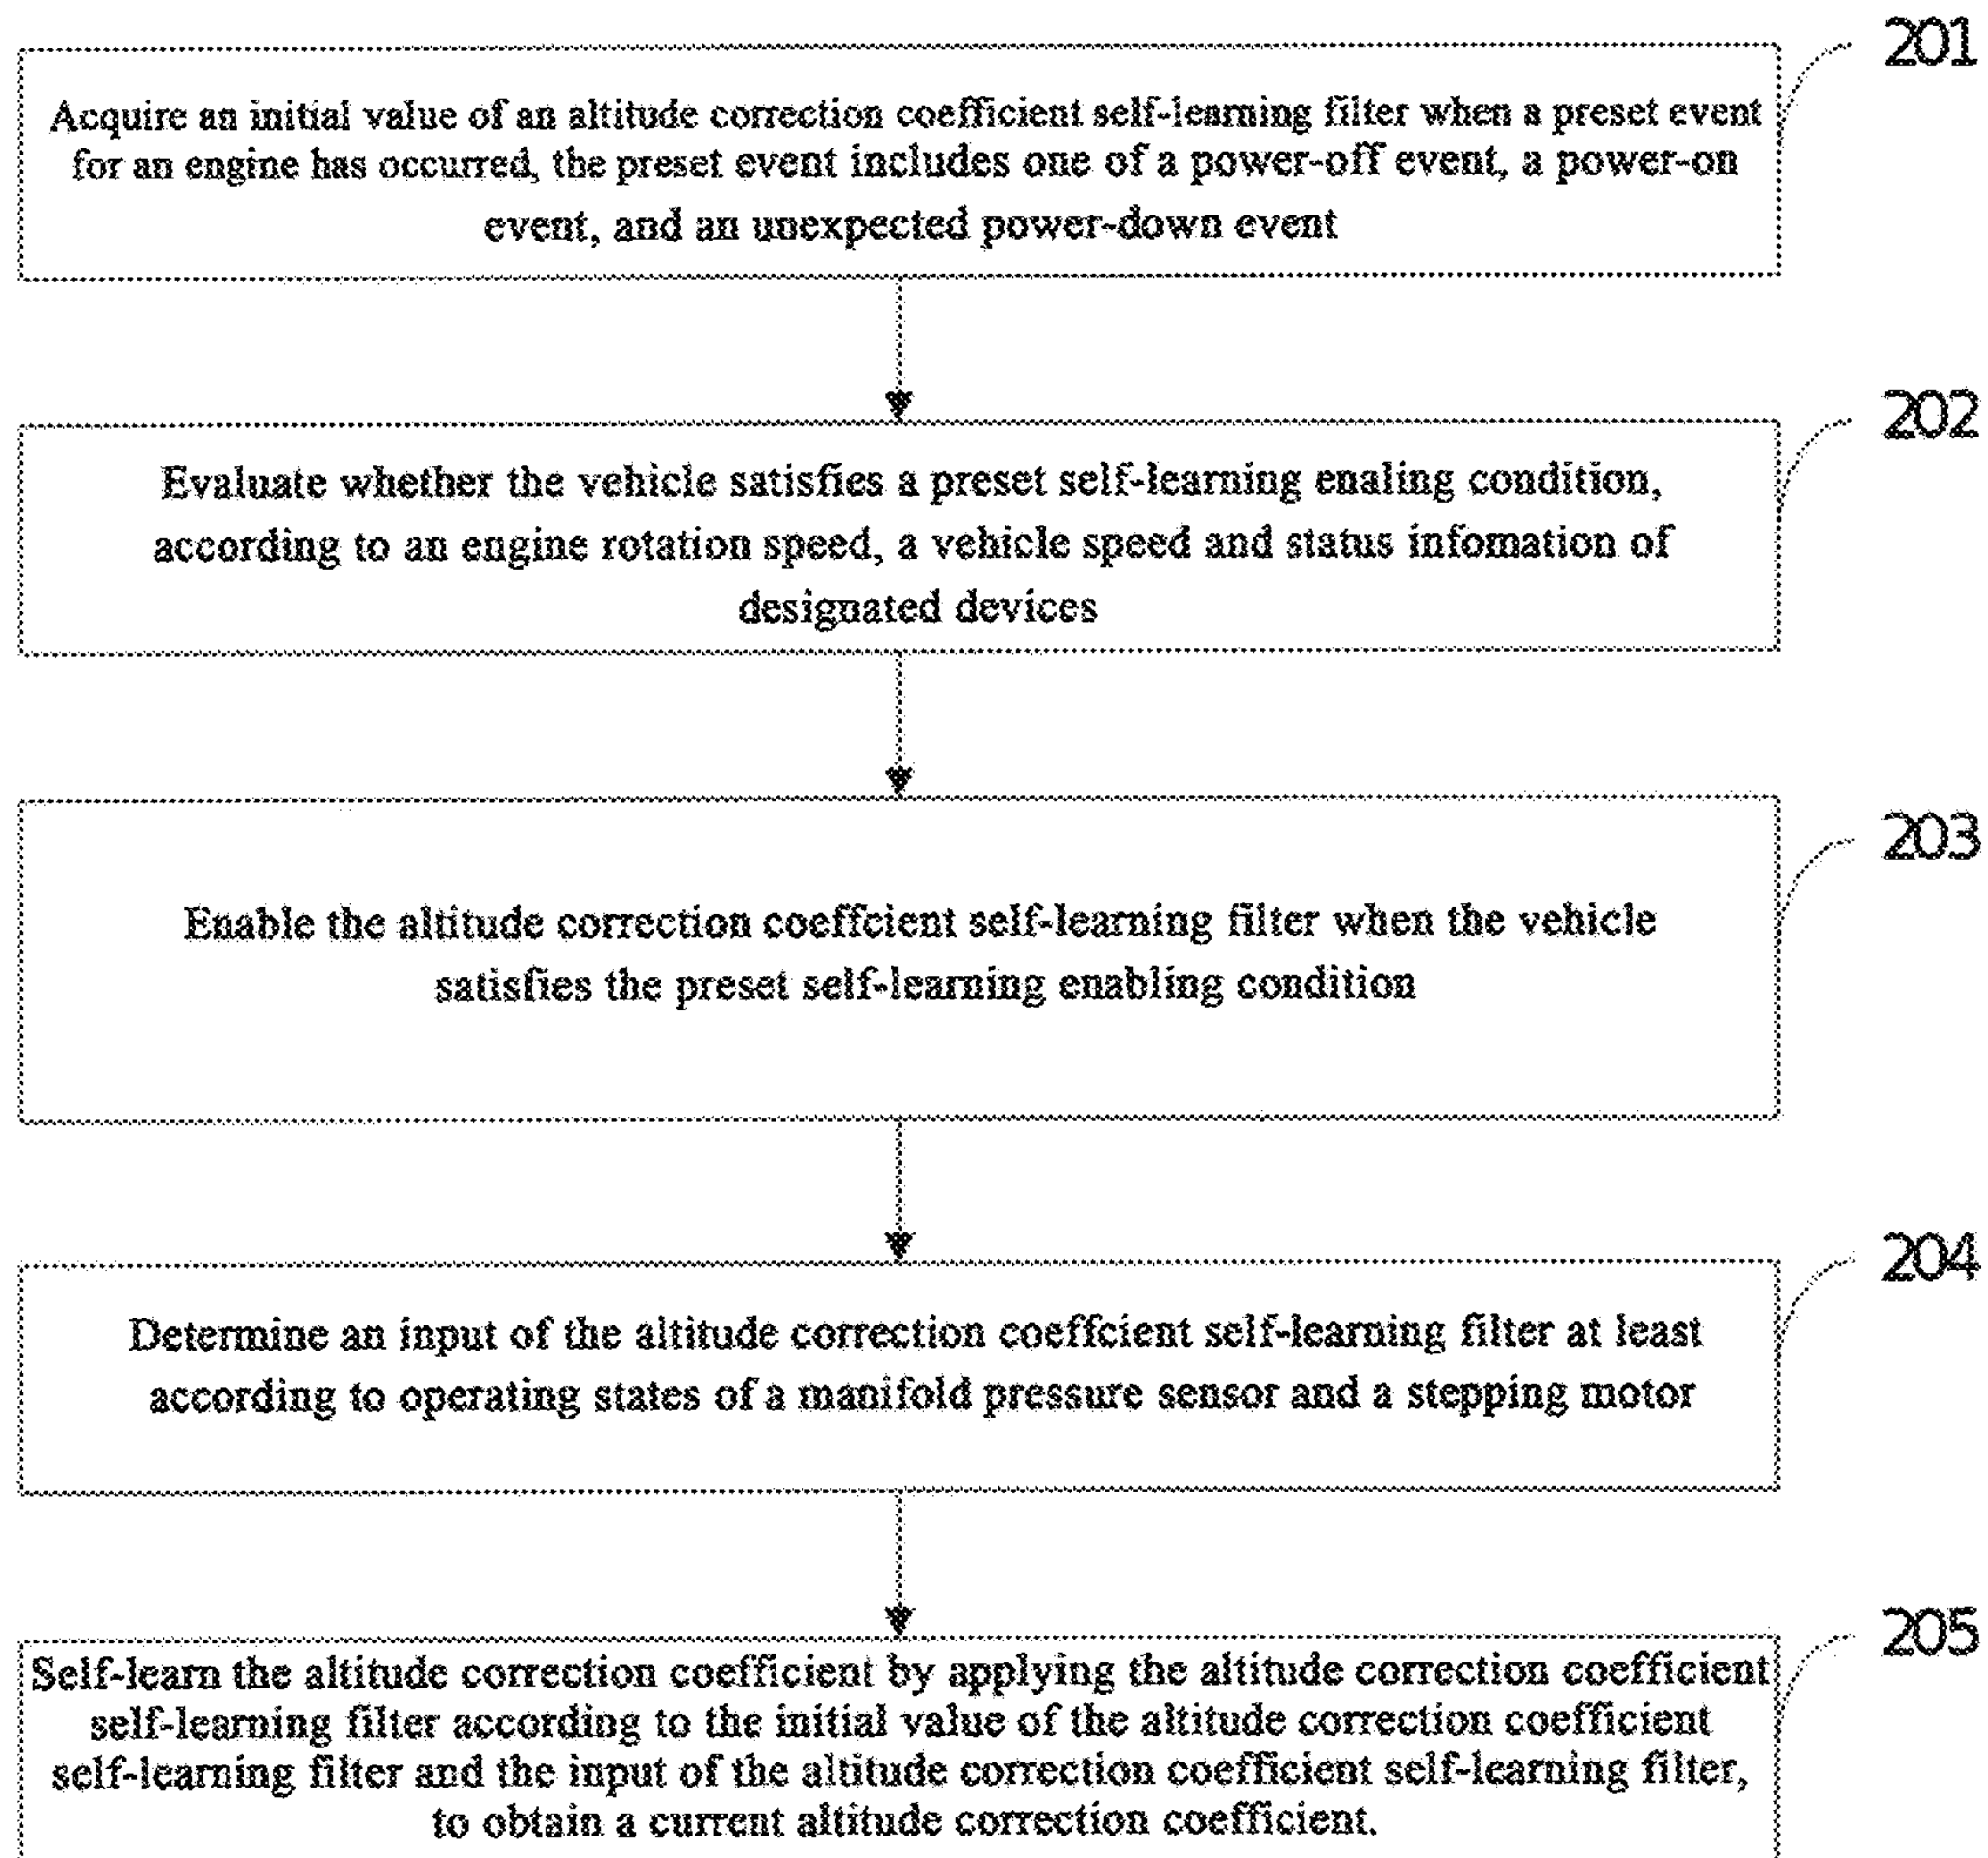 201
Acquire an initial value of an altitude correction coefficient self-learning filter when a preset event
for an engine has occurred, the preset event includes one of a power-off event, a power-on
event, and an unexpected power-down event
202
Evaluate whether the vehicle satisfies a preset self-learning enaling condition,
according to an engine rotation speed, a vehicle speed and status infomation of
designated devices
203
Enable the altitude correction coeffcient self-learning filter when the vehicle
satisfies the preset self-learning enabling condition
204
Determine an input of the altitude correction coeffcient self-learning filter at least
according to operating states of a manifold pressure sensor and a stepping motor
205
Self-learn the altitude correction coefficient by applying the altitude correction coefficient
self-learning filter according to the initial value of the altitude correction coefficient
self-learning filter and the input of the altitude correction coefficient self-learning filter,
to obtain a current altitude correction coefficient.